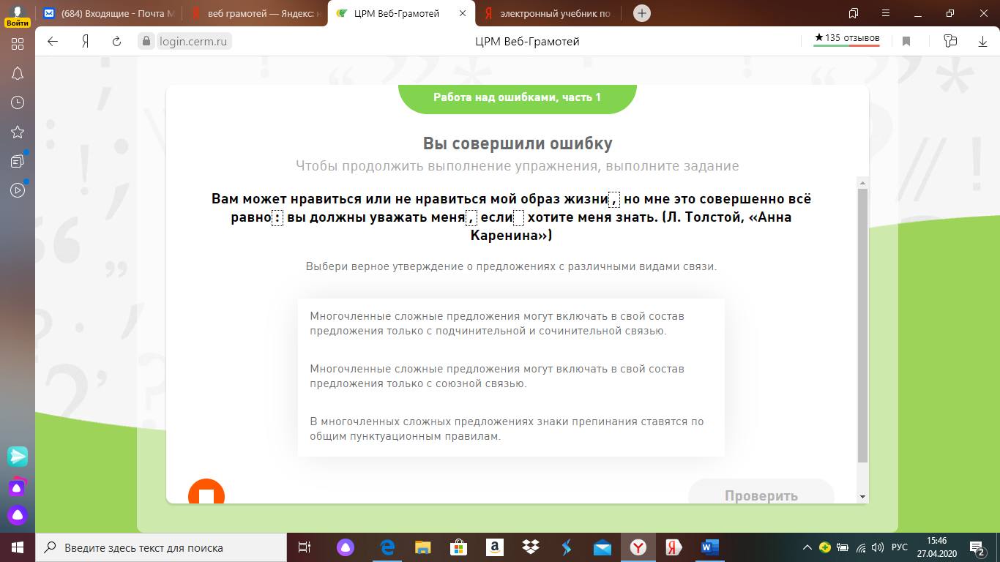 (684) Входящие - Почта M
веб грамотей — Яндекс: н
ЦРМ Веб-Грамотей
электронный учебник по
Войти
login.cerm.ru
ЦРМ Веб-Грамотей
★135 отзывов
Работа над ошибками, часть 1
Вы совершили ошибку
Чтобы продолжить выполнение упражнения, выполните задание
Вам может нравиться или не нравиться мой образ жизни, но мне это совершенно всё
равно: вы должны уважать меня, если хотите меня знать. (Л. Толстой, «Анна
Каренина»)
Выбери верное утверждение о предложениях с различными видами связи.
Многочленные сложные предложения могут включать в свой состав
предложения только с подчинительной и сочинительной связью.
Многочленные сложные предложения могут включать в свой состав
предложения только с союзной связью.
В многочленных сложных предложениях знаки препинания ставятся по
общим пунктуационным правилам.
Проверить
Введите здесь текст для поиска
РУС
15:46
27.04.2020
2